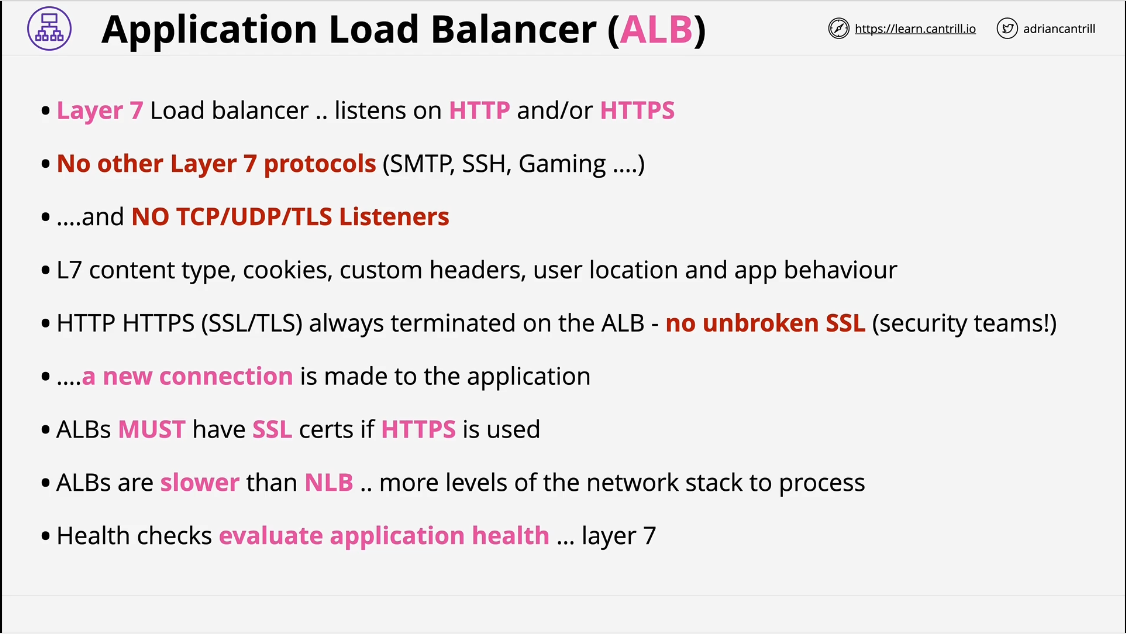 Application Load Balancer (ALB)
https://learn.cantrill.io
adriancantrill
• Layer 7 Load balancer .. listens on HTTP and/or HTTPS
• No other Layer 7 protocols (SMTP, SSH, Gaming ....)
• ....and NO TCP/UDP/TLS Listeners
• L7 content type, cookies, custom headers, user location and app behaviour
• HTTP HTTPS (SSL/TLS) always terminated on the ALB - no unbroken SSL (security teams!)
• ....a new connection is made to the application
• ALBs MUST have SSL certs if HTTPS is used
• ALBs are slower than NLB .. more levels of the network stack to process
• Health checks evaluate application health ... layer 7